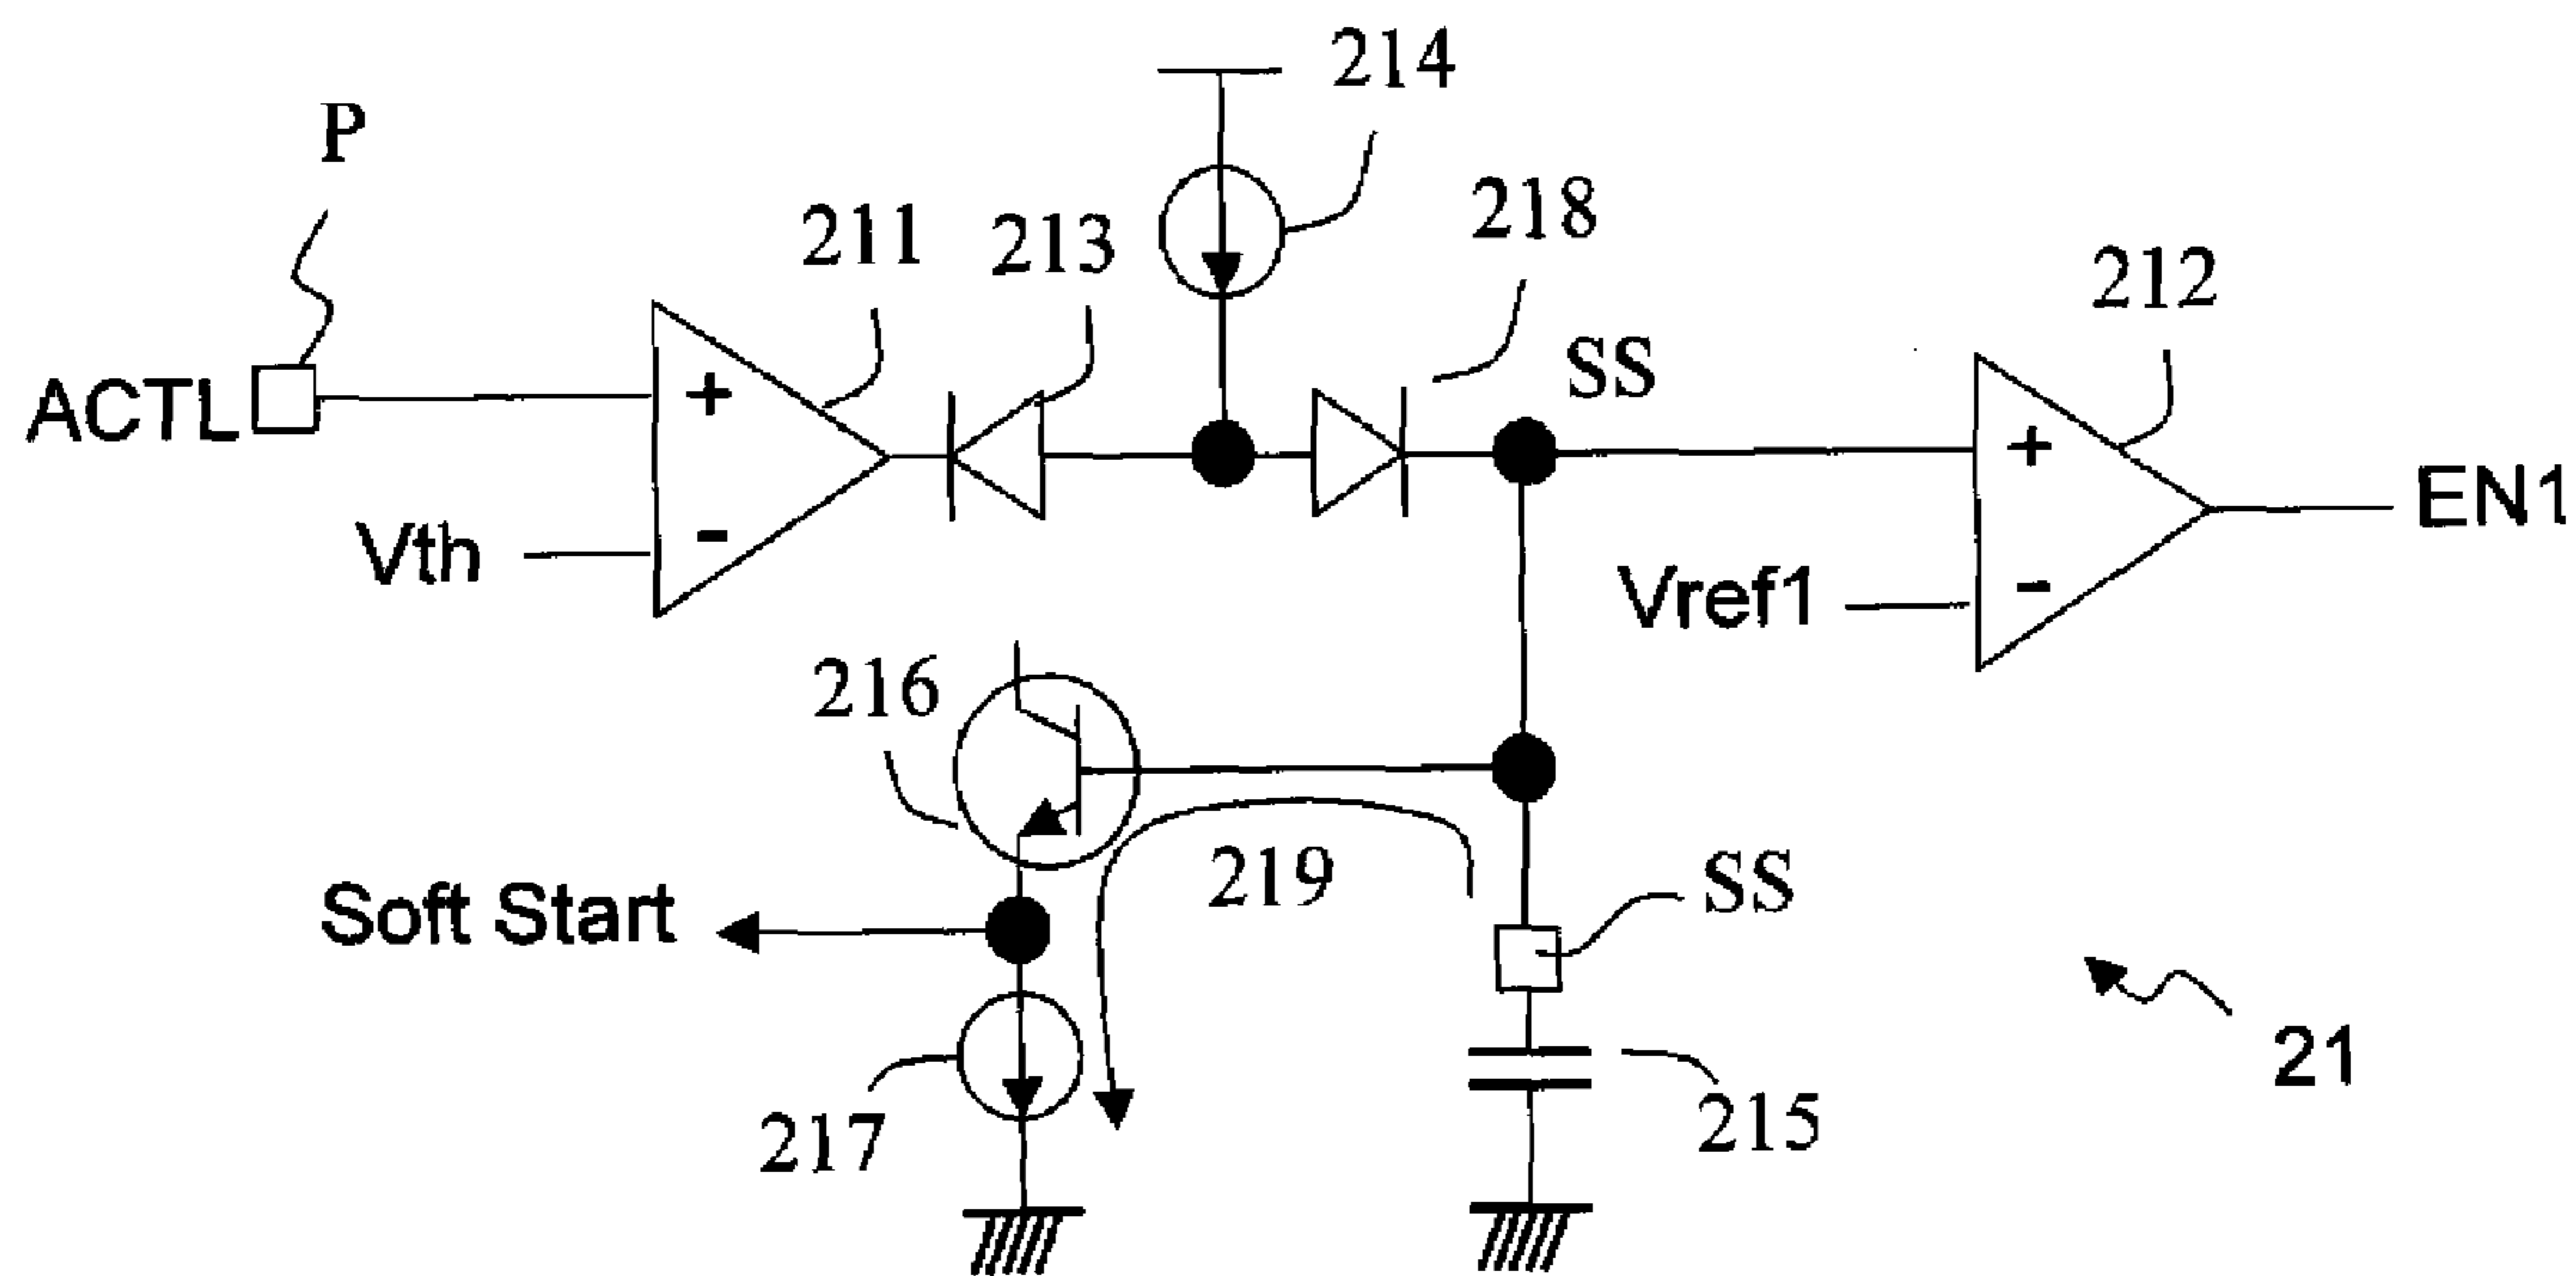 214
P
218
211
213
212
SS
ACTL
+
+
EN1
Vth
-
Vref1
-
216
219
SS
Soft Start
21
217
215